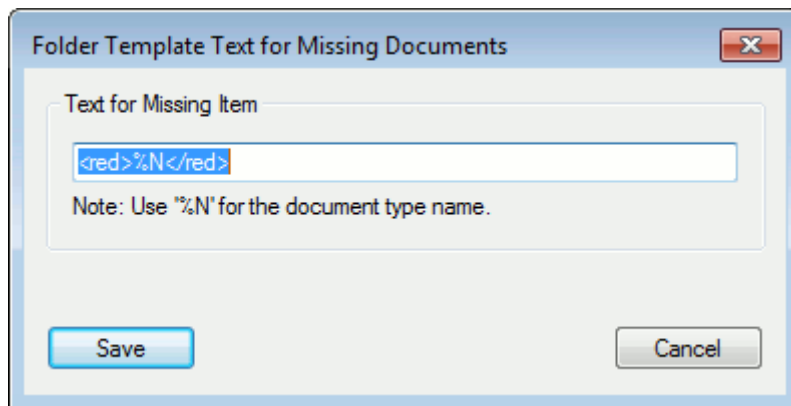 Folder Template Text for Missing Documents
Text for Missing Item
<red>%N</red>
Note: Use "%N" for the document type name.
Save
Cancel